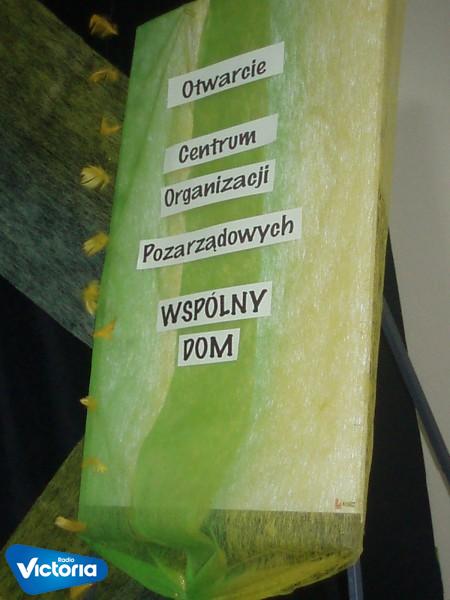 Otwarcie
Centrum
Organizacji
Pozarządowych
WSPÓLNY
DOM
Radio
Victoria